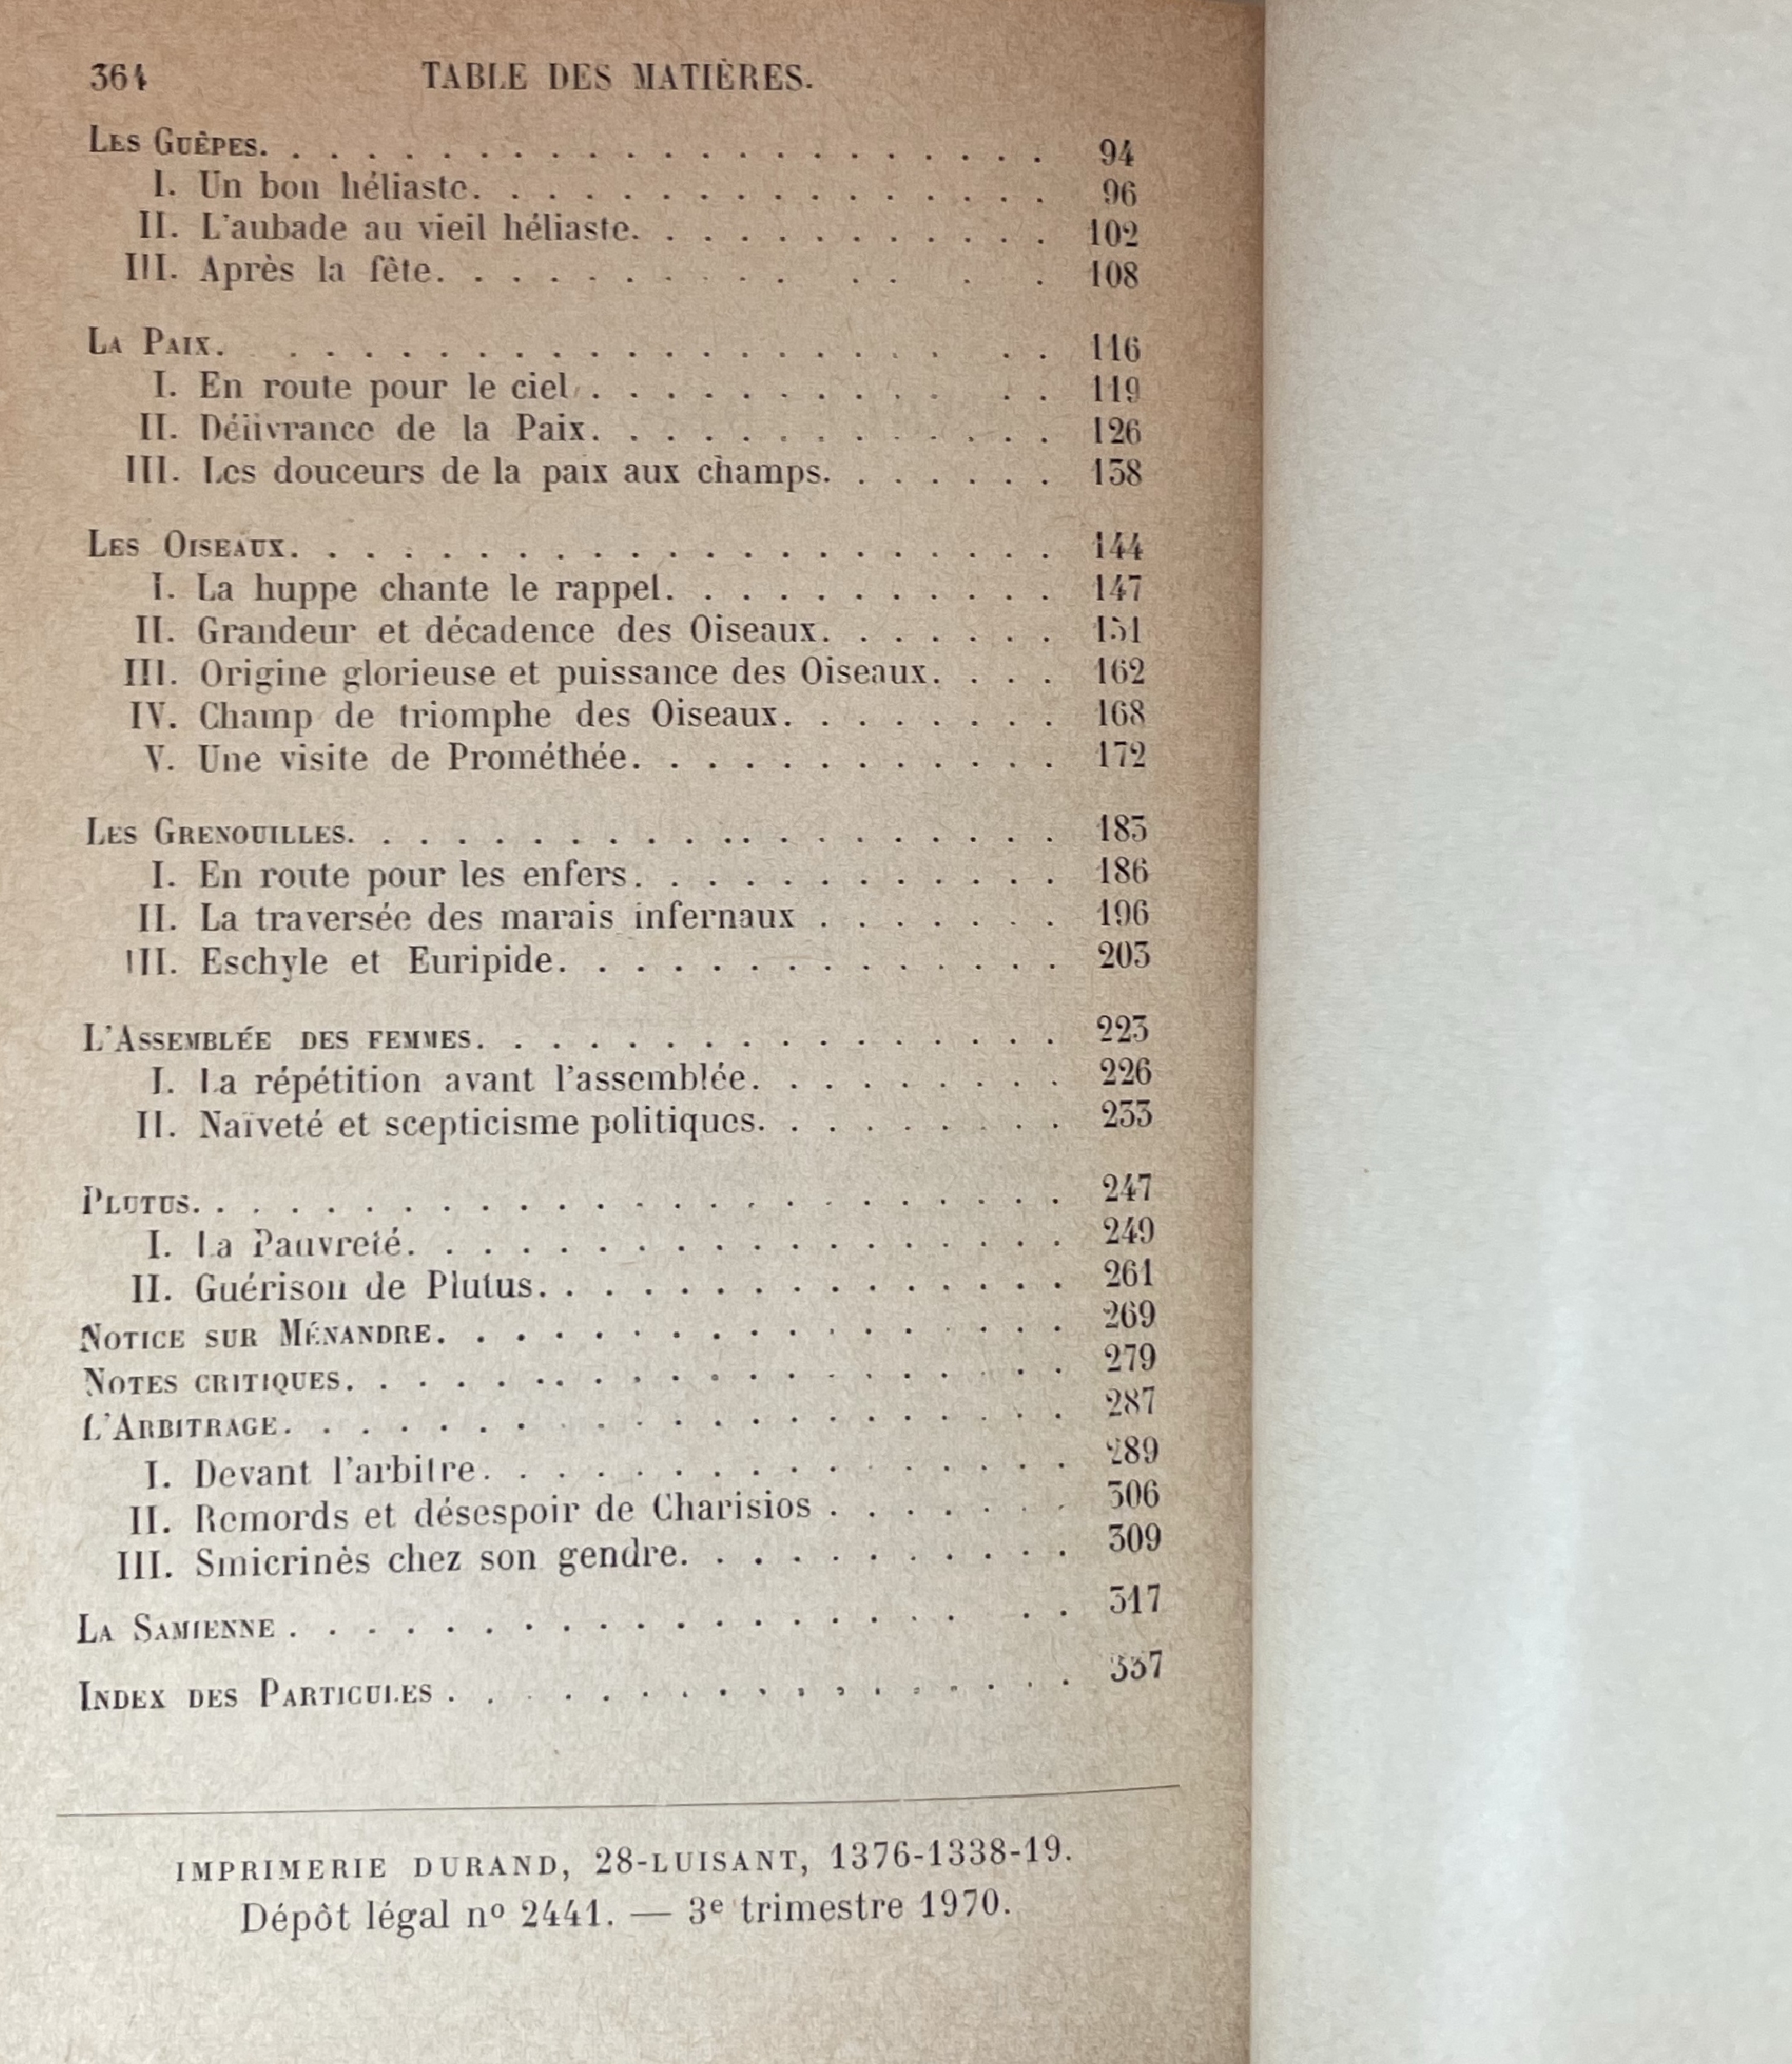 364 TABLE DES MATIÈRES.
LES GUÊPES. . . . . . . . . . . . . . . . . . . . . 94
I. Un bon héliaste. . . . . . . . . . . . . . . . 96
II. L'aubade au vieil héliaste. . . . . . . . . . . . 102
III. Après la fête. . . . . . . . . . . . . . 108
LA PAIX. . . . . . . . . . . . . . . . . . . . . 116
I. En route pour le ciel . . . . . . . . . . . . 119
II. Délivrance de la Paix. . . . . . . . . . . . . 126
III. Les douceurs de la paix aux champs. . . . . . . 138
LES OISEAUX. . . . . . . . . . . . . . . . . . . . . 144
I. La huppe chante le rappel. . . . . . . . . . . 147
II. Grandeur et décadence des Oiseaux. . . . . . . 151
III. Origine glorieuse et puissance des Oiseaux. . . . 162
IV. Champ de triomphe des Oiseaux. . . . . . . . 168
V. Une visite de Prométhée. . . . . . . . . . . . 172
LES GRENOUILLES. . . . . . . . . . . . . . . . . . . . 183
I. En route pour les enfers. . . . . . . . . . . . 186
II. La traversée des marais infernaux . . . . . . . 196
III. Eschyle et Euripide. . . . . . . . . . . . . . 203
L'ASSEMBLÉE DES FEMMES. . . . . . . . . . . . . . . . 223
I. La répétition avant l'assemblée. . . . . . . . . 226
II. Naïveté et scepticisme politiques. . . . . . . . . 233
PLUTUS. . . . . . . . . . . . . . . . . . . . . . . . 247
I. La Pauvreté. . . . . . . . . . . . . . . . . . 249
II. Guérison de Plutus. . . . . . . . . . . . . . . 261
NOTICE SUR MÉNANDRE. . . . . . . . . . . . . . . . . 269
NOTES CRITIQUES. . . . . . . . . . . . . . . . . . . . 279
L'ARBITRAGE. . . . . . . . . . . . . . . . . . . . . 287
I. Devant l'arbitre. . . . . . . . . . . . . . . . 289
II. Remords et désespoir de Charisios . . . . . . . 306
III. Smicrinès chez son gendre. . . . . . . . . . . 309
LA SAMIENNE . . . . . . . . . . . . . . . . . . . . 317
INDEX DES PARTICULES . . . . . . . . . . . . . . . . . 337
IMPRIMERIE DURAND, 28-LUISANT, 1376-1338-19.
Dépôt légal nº 2441. — 3e trimestre 1970.